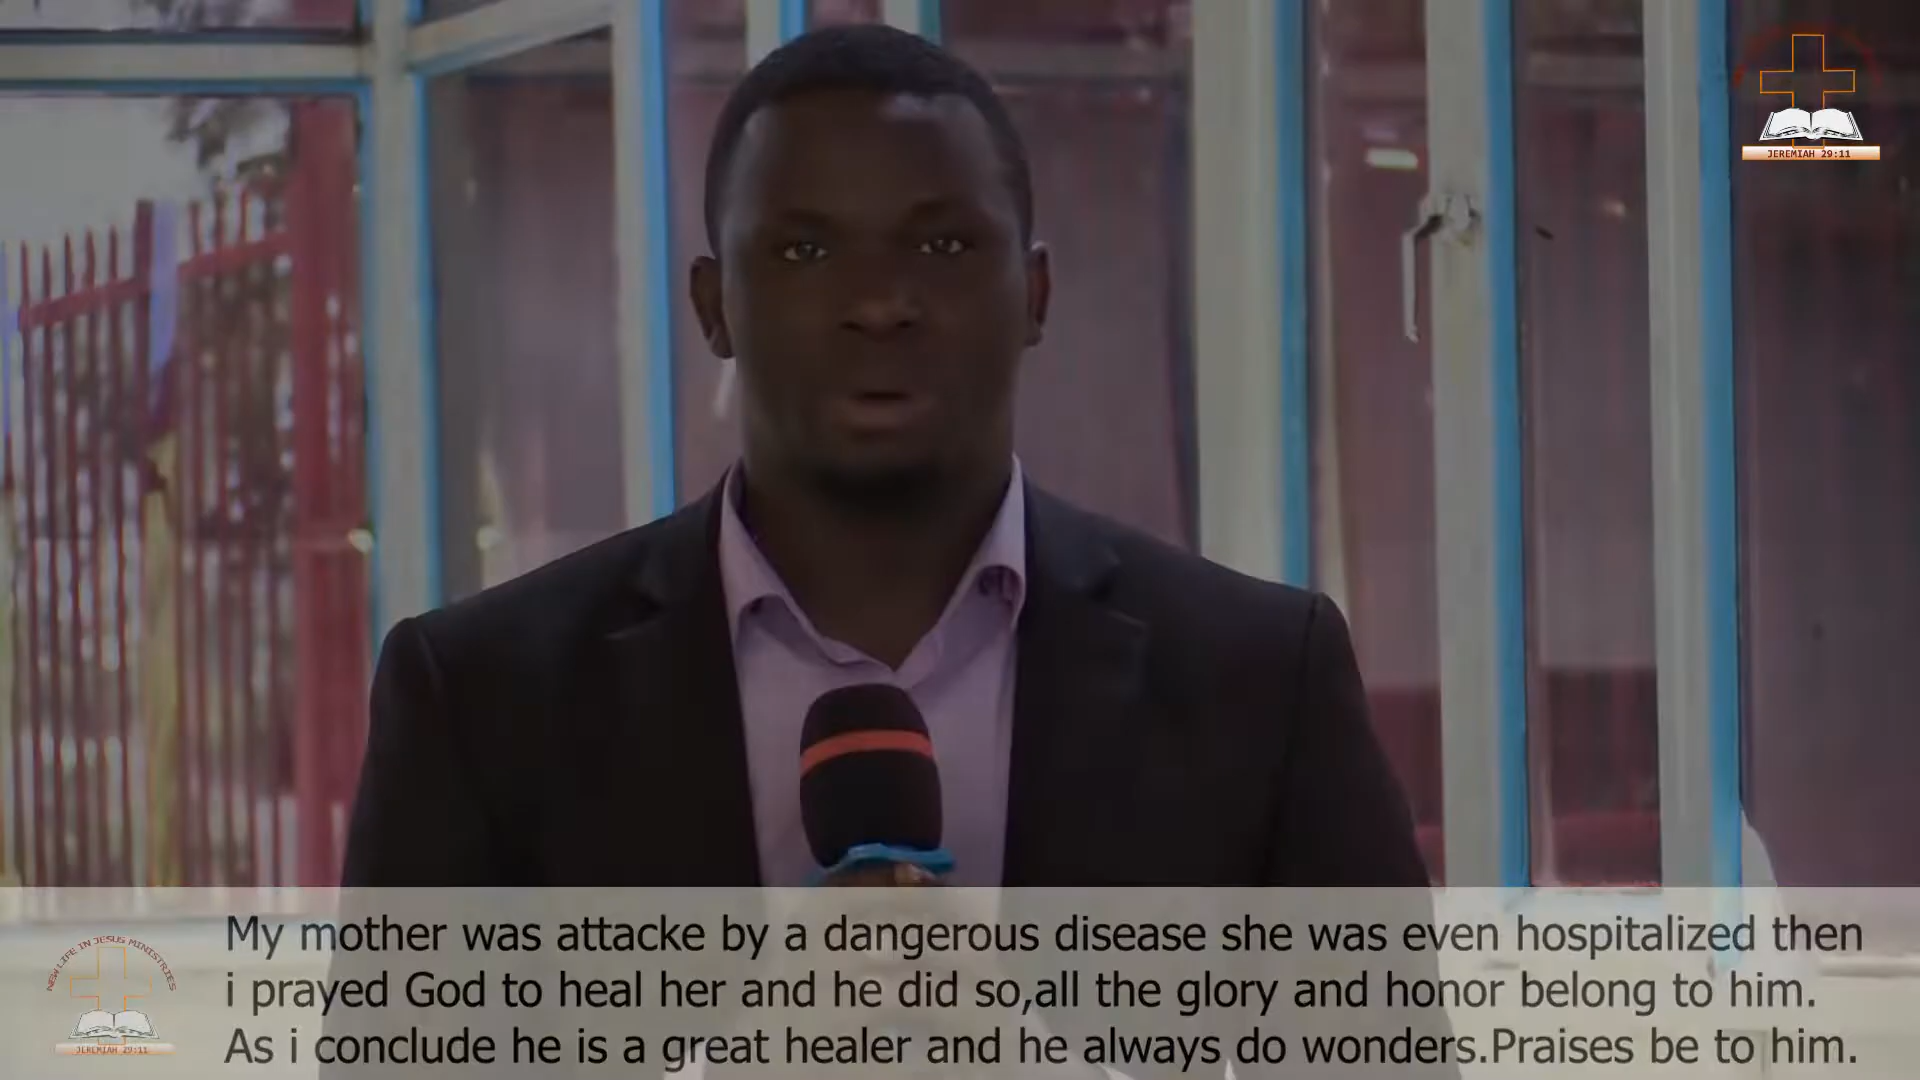 JEREMIAH 29:11
NEW LIFE IN JESUS MINISTRIES
JEREMIAH 29:11
My mother was attacke by a dangerous disease she was even hospitalized then
i prayed God to heal her and he did so,all the glory and honor belong to him.
As i conclude he is a great healer and he always do wonders.Praises be to him.